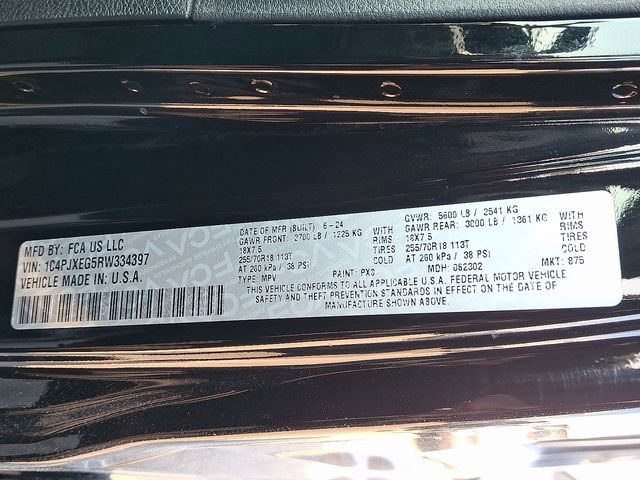 MFD BY: FCA US LLC
VIN: 1C4PJXEG5RW334397
VEHICLE MADE IN: U.S.A.
DATE OF MFR (BUILT) 6-24
GAWR FRONT 2700 LB / 1225 KG WITH
18X7.5 RIMS
255/70R18 113T TIRES
AT 260 kPa / 38 PSI COLD
TYPE: MPV PAINT: PX8
GVWR: 5600 LB / 2541 KG
GAWR REAR: 3000 LB / 1361 KG WITH
18X7.5 RIMS
255/70R18 113T TIRES
AT 260 kPa / 38 PSI COLD
MDH: 062302 MKT: 875
THIS VEHICLE CONFORMS TO ALL APPLICABLE U.S.A. FEDERAL MOTOR VEHICLE
SAFETY AND THEFT PREVENTION STANDARDS IN EFFECT ON THE DATE OF
MANUFACTURE SHOWN ABOVE.